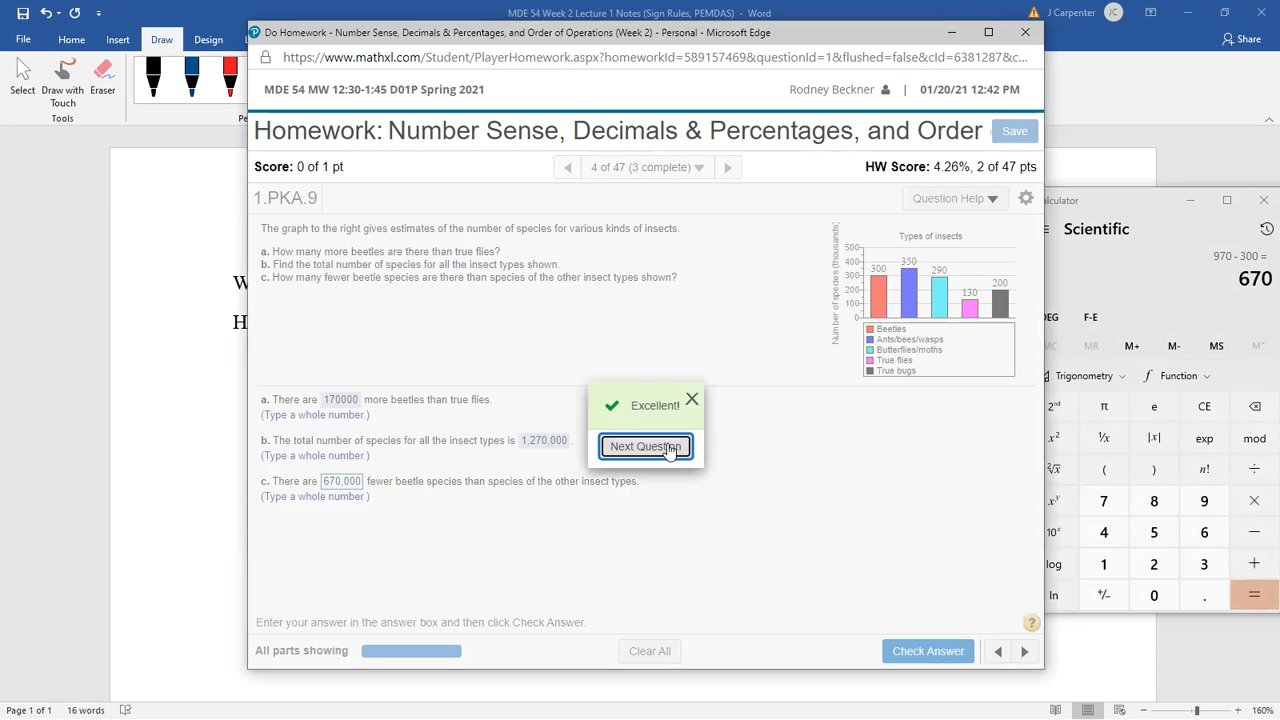 MDE 54 Week 2 Lecture 1 Notes (Sign Rules, PEMDAS) - Word
J Carpenter
JC
File
Home
Insert
Draw
Design
Share
Select
Draw with Touch
Eraser
Tools
Do Homework - Number Sense, Decimals & Percentages, and Order of Operations (Week 2) - Personal - Microsoft Edge
https://www.mathxl.com/Student/PlayerHomework.aspx?homeworkId=589157469&questionId=1&flushed=false&cId=6381287&c...
MDE 54 MW 12:30-1:45 D01P Spring 2021
Rodney Beckner | 01/20/21 12:42 PM
Homework: Number Sense, Decimals & Percentages, and Order
Save
Score: 0 of 1 pt
4 of 47 (3 complete)
HW Score: 4.26%, 2 of 47 pts
1.PKA.9
Question Help
The graph to the right gives estimates of the number of species for various kinds of insects.
a. How many more beetles are there than true flies?
b. Find the total number of species for all the insect types shown.
c. How many fewer beetle species are there than species of the other insect types shown?
Types of insects
Number of species (thousands)
500
400
300
200
100
0
300
350
290
130
200
Beetles
Ants/bees/wasps
Butterflies/moths
True flies
True bugs
a. There are 170000 more beetles than true flies.
(Type a whole number.)
b. The total number of species for all the insect types is 1,270,000.
(Type a whole number.)
c. There are 670,000 fewer beetle species than species of the other insect types.
(Type a whole number.)
Excellent!
Next Question
Enter your answer in the answer box and then click Check Answer.
?
All parts showing
Clear All
Check Answer
W
H
Scientific
970 - 300 =
670
F-E
MC
MR
M+
M-
MS
Trigonometry
Function
2ⁿᵈ
π
e
CE
x²
¹⁄x
|x|
exp
mod
²√x
(
)
n!
÷
xʸ
7
8
9
×
10ˣ
4
5
6
−
log
1
2
3
+
ln
+/−
0
.
=
Page 1 of 1
16 words
160%